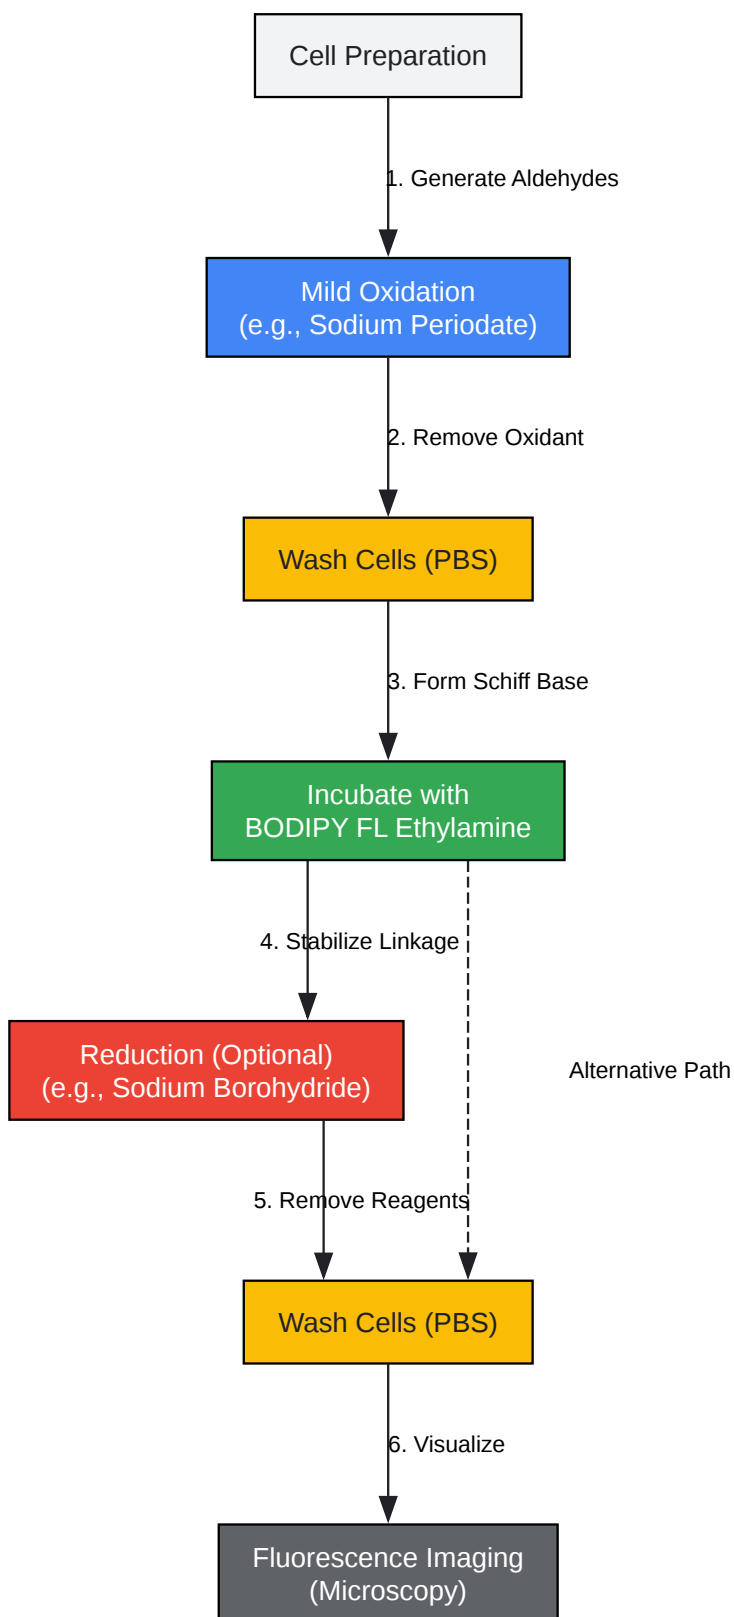 Cell Preparation
1. Generate Aldehydes
Mild Oxidation
(e.g., Sodium Periodate)
2. Remove Oxidant
Wash Cells (PBS)
3. Form Schiff Base
Incubate with
BODIPY FL Ethylamine
4. Stabilize Linkage
Reduction (Optional)
(e.g., Sodium Borohydride)
Alternative Path
5. Remove Reagents
Wash Cells (PBS)
6. Visualize
Fluorescence Imaging
(Microscopy)